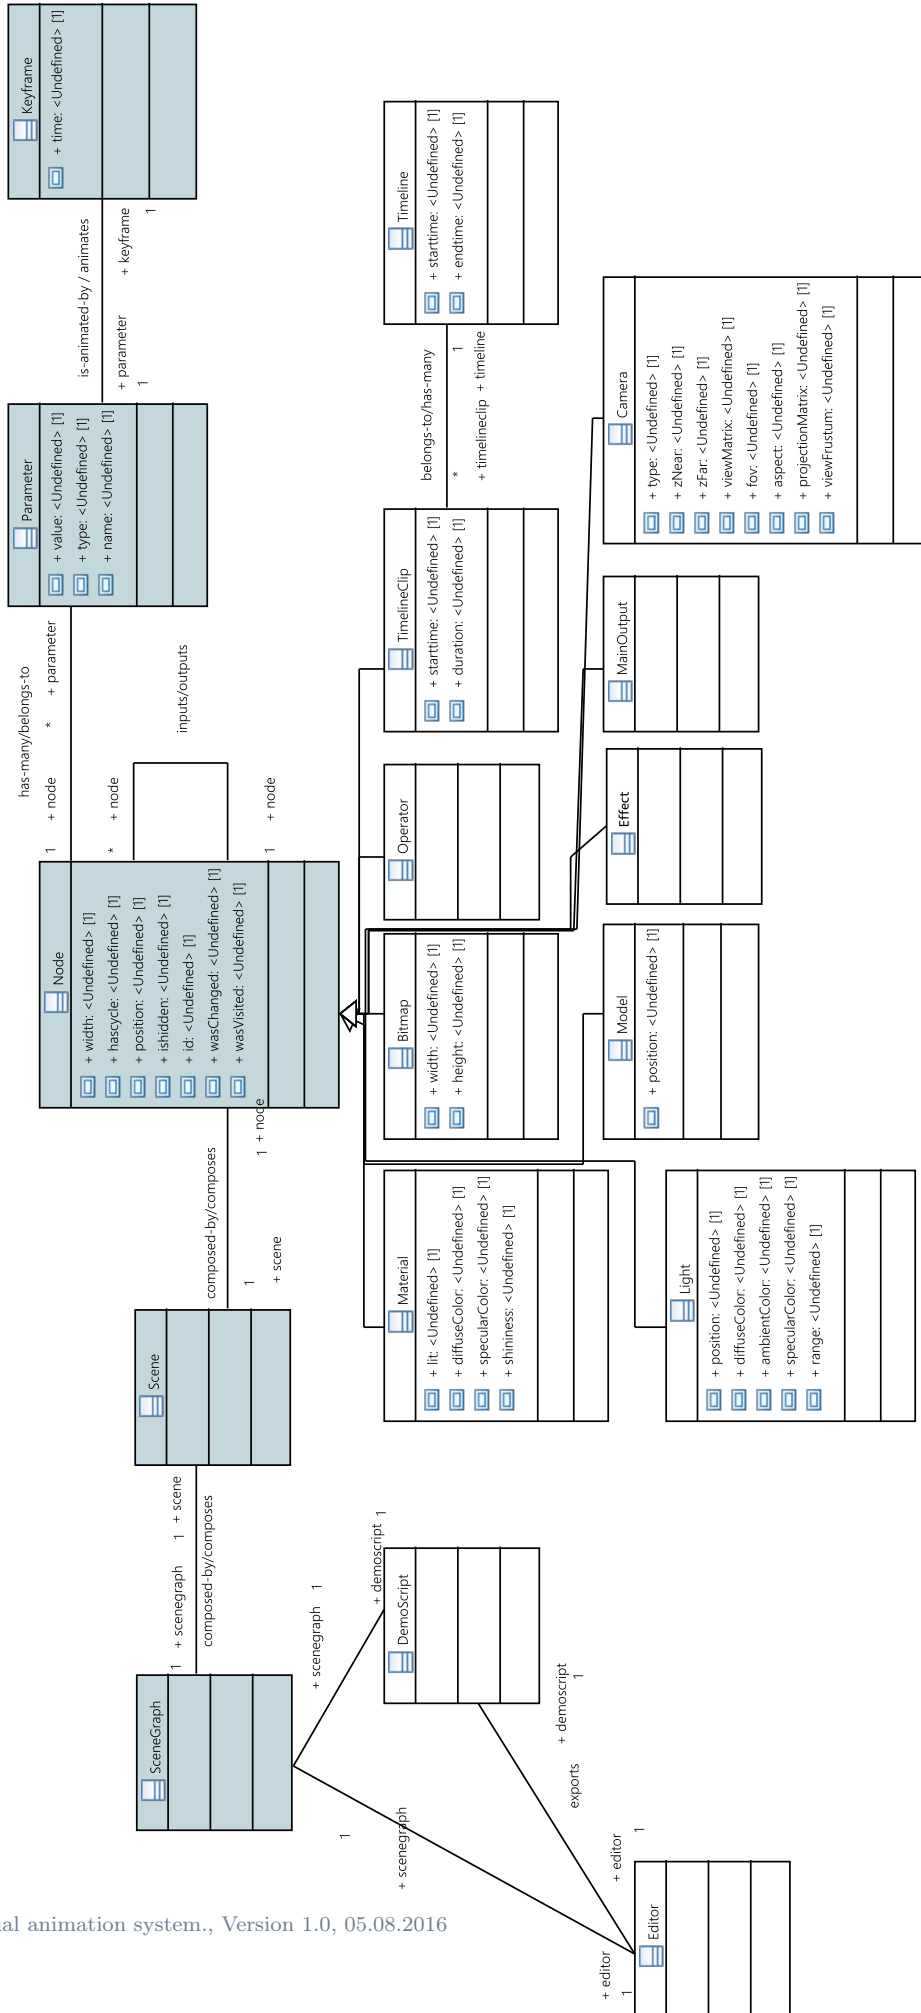 Keyframe
+ time: <Undefined> [1]
is-animated-by / animates
+ keyframe
1
+ parameter
1
Parameter
+ value: <Undefined> [1]
+ type: <Undefined> [1]
+ name: <Undefined> [1]
has-many/belongs-to
+ parameter
*
+ node
1
inputs/outputs
+ node
*
+ node
1
Node
+ width: <Undefined> [1]
+ hascycle: <Undefined> [1]
+ position: <Undefined> [1]
+ ishidden: <Undefined> [1]
+ id: <Undefined> [1]
+ wasChanged: <Undefined> [1]
+ wasVisited: <Undefined> [1]
composed-by/composes
+ node
1
+ scene
1
Scene
composed-by/composes
+ scene
1
+ scenegraph
1
SceneGraph
+ scenegraph
1
+ demoscript
1
DemoScript
+ demoscript
1
exports
+ scenegraph
1
+ editor
1
+ editor
1
Editor
Timeline
+ starttime: <Undefined> [1]
+ endtime: <Undefined> [1]
belongs-to/has-many
1
*
+ timelineclip
+ timeline
TimelineClip
+ starttime: <Undefined> [1]
+ duration: <Undefined> [1]
Operator
Bitmap
+ width: <Undefined> [1]
+ height: <Undefined> [1]
Material
+ lit: <Undefined> [1]
+ diffuseColor: <Undefined> [1]
+ specularColor: <Undefined> [1]
+ shininess: <Undefined> [1]
Camera
+ type: <Undefined> [1]
+ zNear: <Undefined> [1]
+ zFar: <Undefined> [1]
+ viewMatrix: <Undefined> [1]
+ fov: <Undefined> [1]
+ aspect: <Undefined> [1]
+ projectionMatrix: <Undefined> [1]
+ viewFrustum: <Undefined> [1]
MainOutput
Effect
Model
+ position: <Undefined> [1]
Light
+ position: <Undefined> [1]
+ diffuseColor: <Undefined> [1]
+ ambientColor: <Undefined> [1]
+ specularColor: <Undefined> [1]
+ range: <Undefined> [1]
al animation system., Version 1.0, 05.08.2016